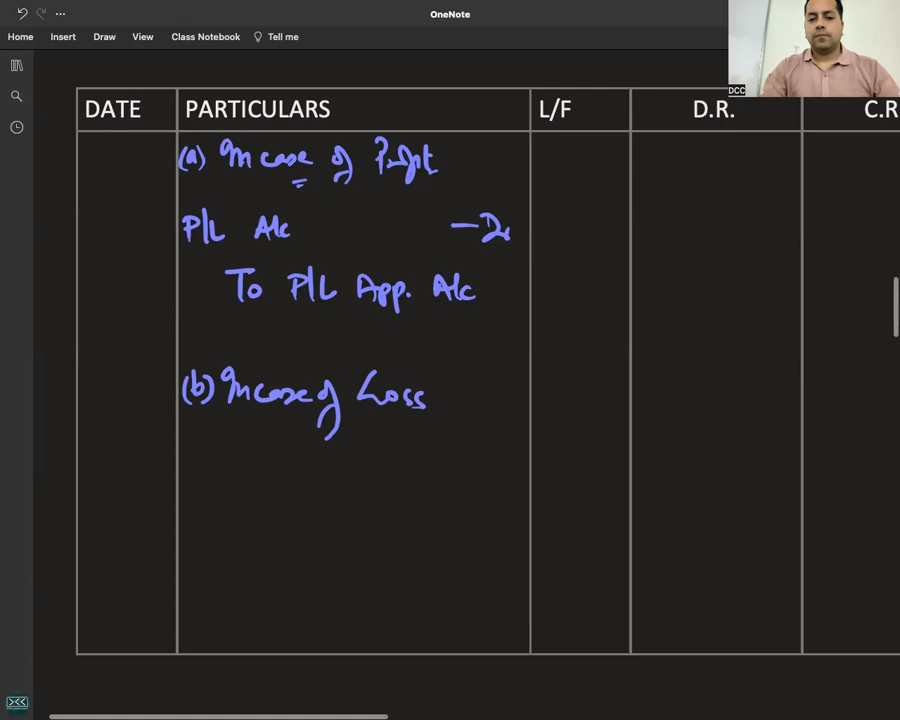 OneNote
Home Insert Draw View Class Notebook Tell me
DCC
DATE PARTICULARS L/F D.R. C.R
(a) In case of Profit
P/L A/c — Dr
To P/L App. A/c
(b) In case of Loss